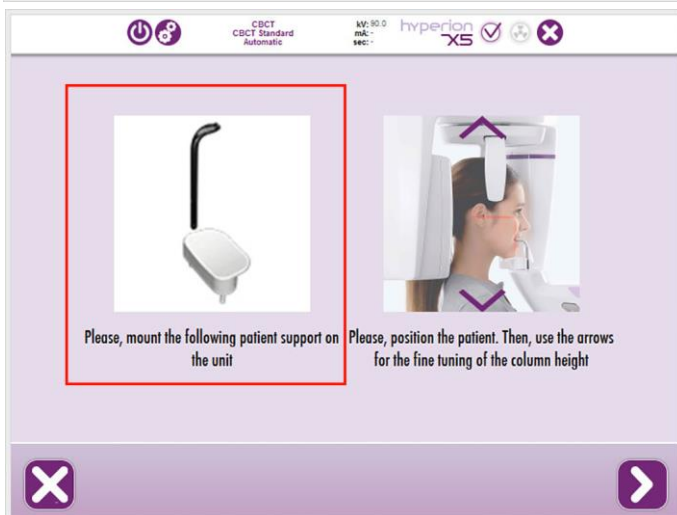 CBCT
CBCT Standard
Automatic
kV: 90.0
mA: -
sec: -
hyperion
X5
Please, mount the following patient support on
the unit
Please, position the patient. Then, use the arrows
for the fine tuning of the column height